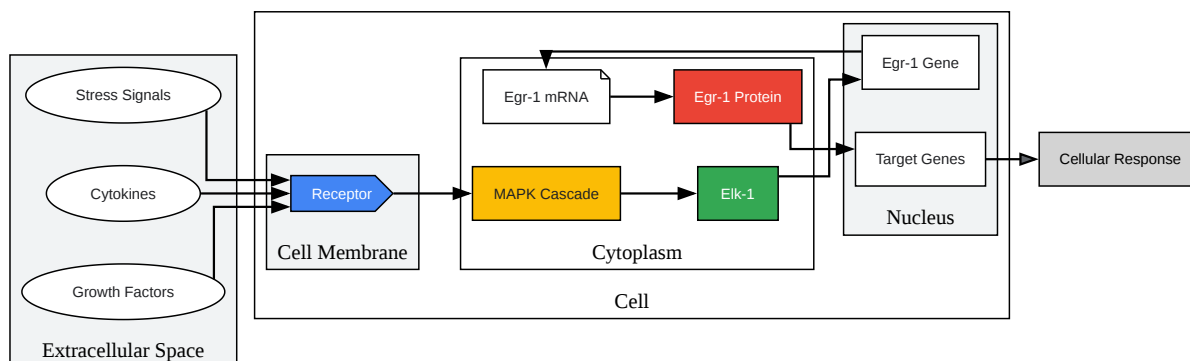 Stress Signals
Cytokines
Growth Factors
Extracellular Space
Receptor
Cell Membrane
Egr-1 mRNA
Egr-1 Protein
MAPK Cascade
Elk-1
Cytoplasm
Egr-1 Gene
Target Genes
Nucleus
Cell
Cellular Response